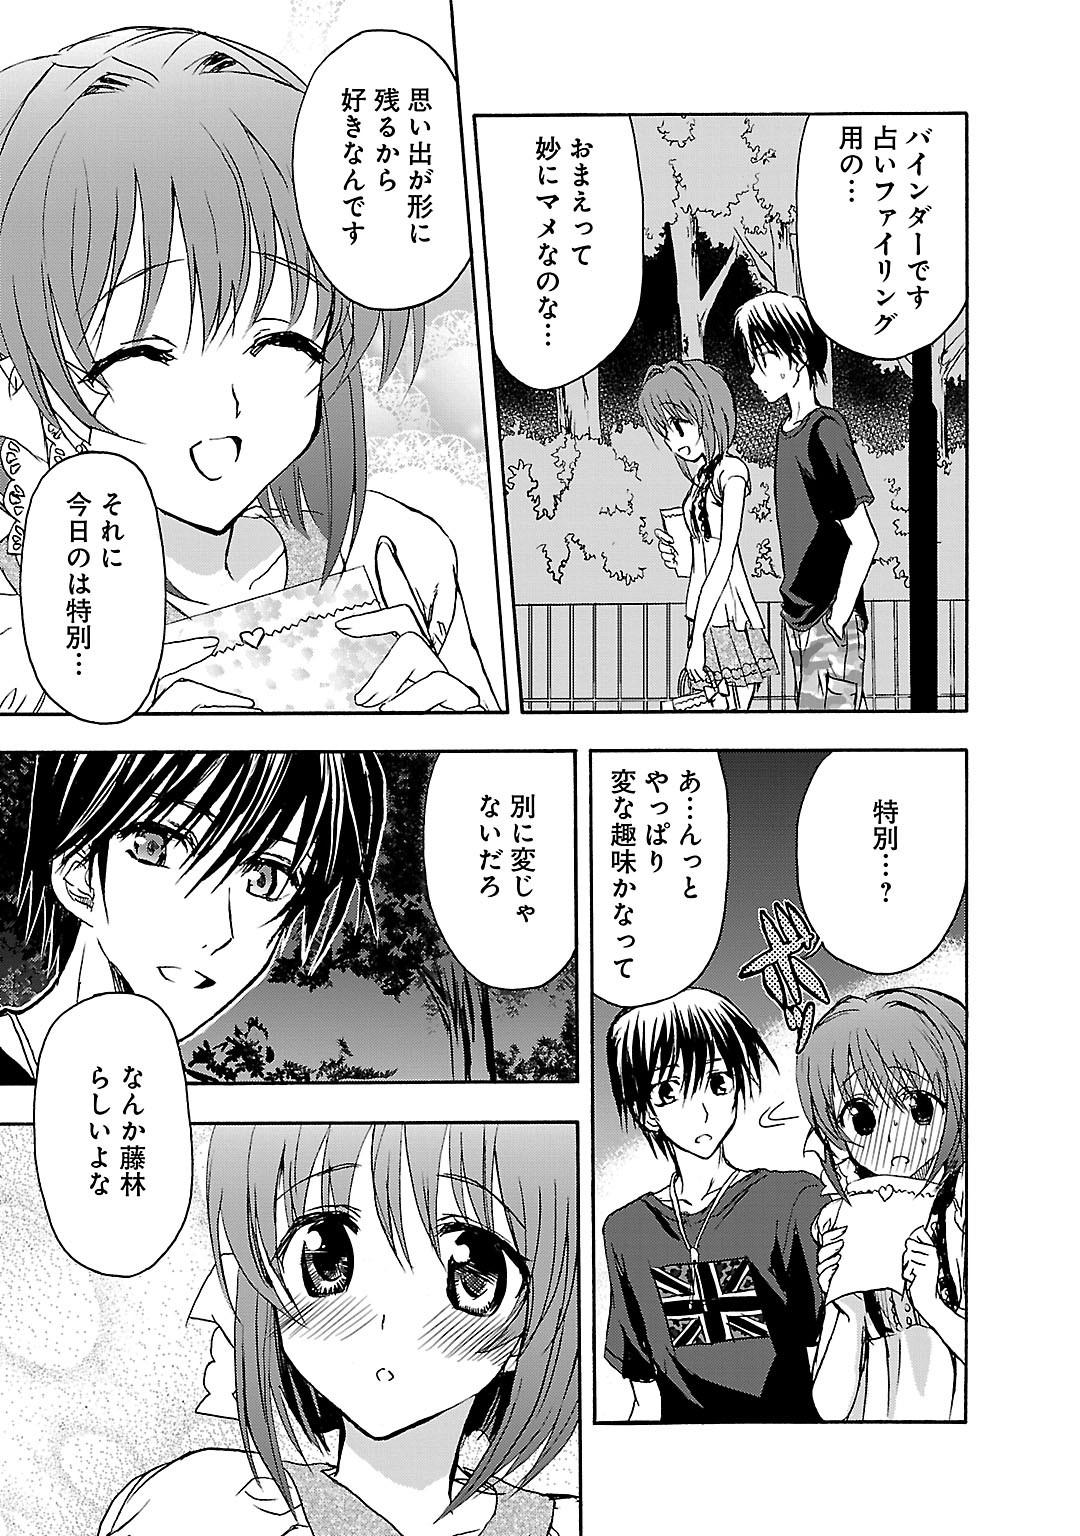 バインダーです
占いファイリング
用の…
おまえって
妙にマメなのな…
思い出が形に
残るから
好きなんです
それに
今日のは特別…
特別…?
ボッ
あ…んっと
やっぱり
変な趣味かなって
別に変じゃ
ないだろ
なんか藤林
らしいよな